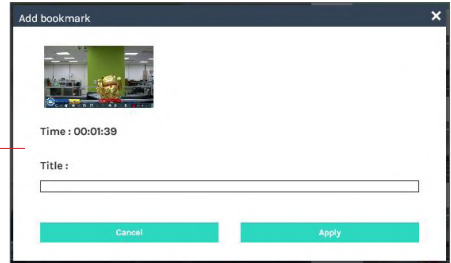 Add bookmark
Time : 00:01:39
Title :
Cancel
Apply